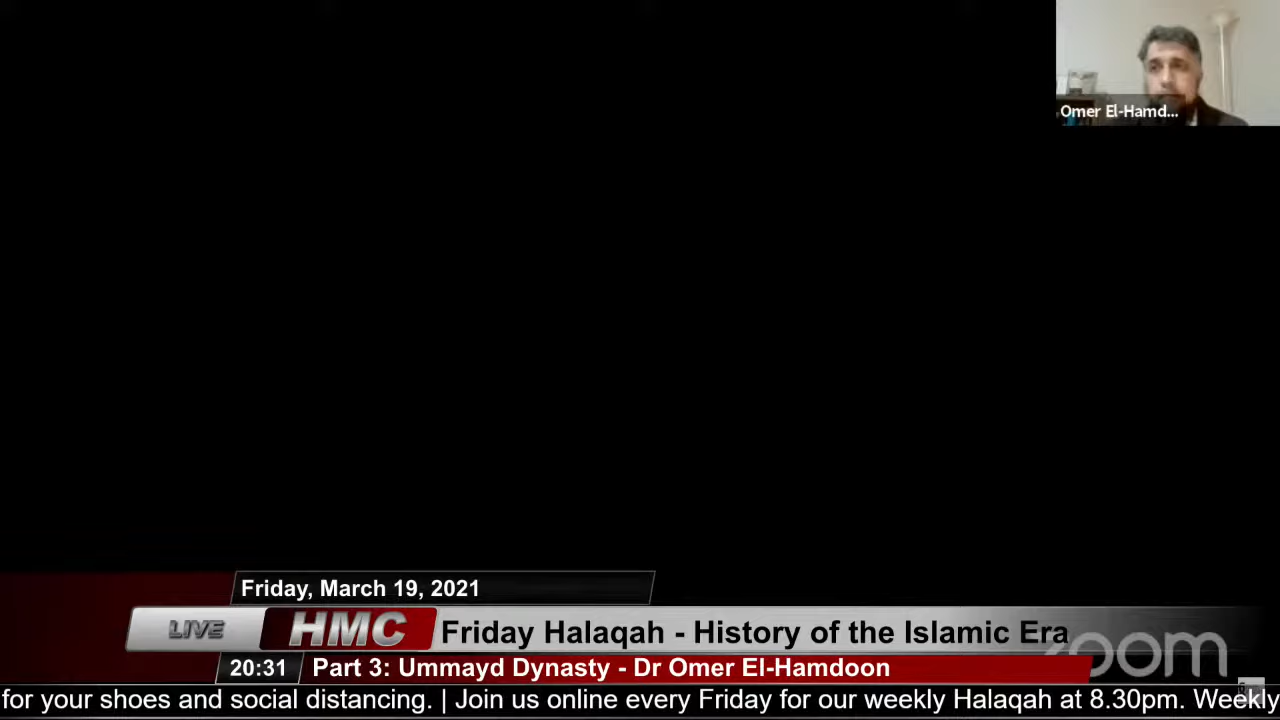 Omer El-Hamd...
Friday, March 19, 2021
LIVE
HMC
Friday Halaqah - History of the Islamic Era
zoom
20:31
Part 3: Ummayd Dynasty - Dr Omer El-Hamdoon
for your shoes and social distancing. | Join us online every Friday for our weekly Halaqah at 8.30pm. Weekly